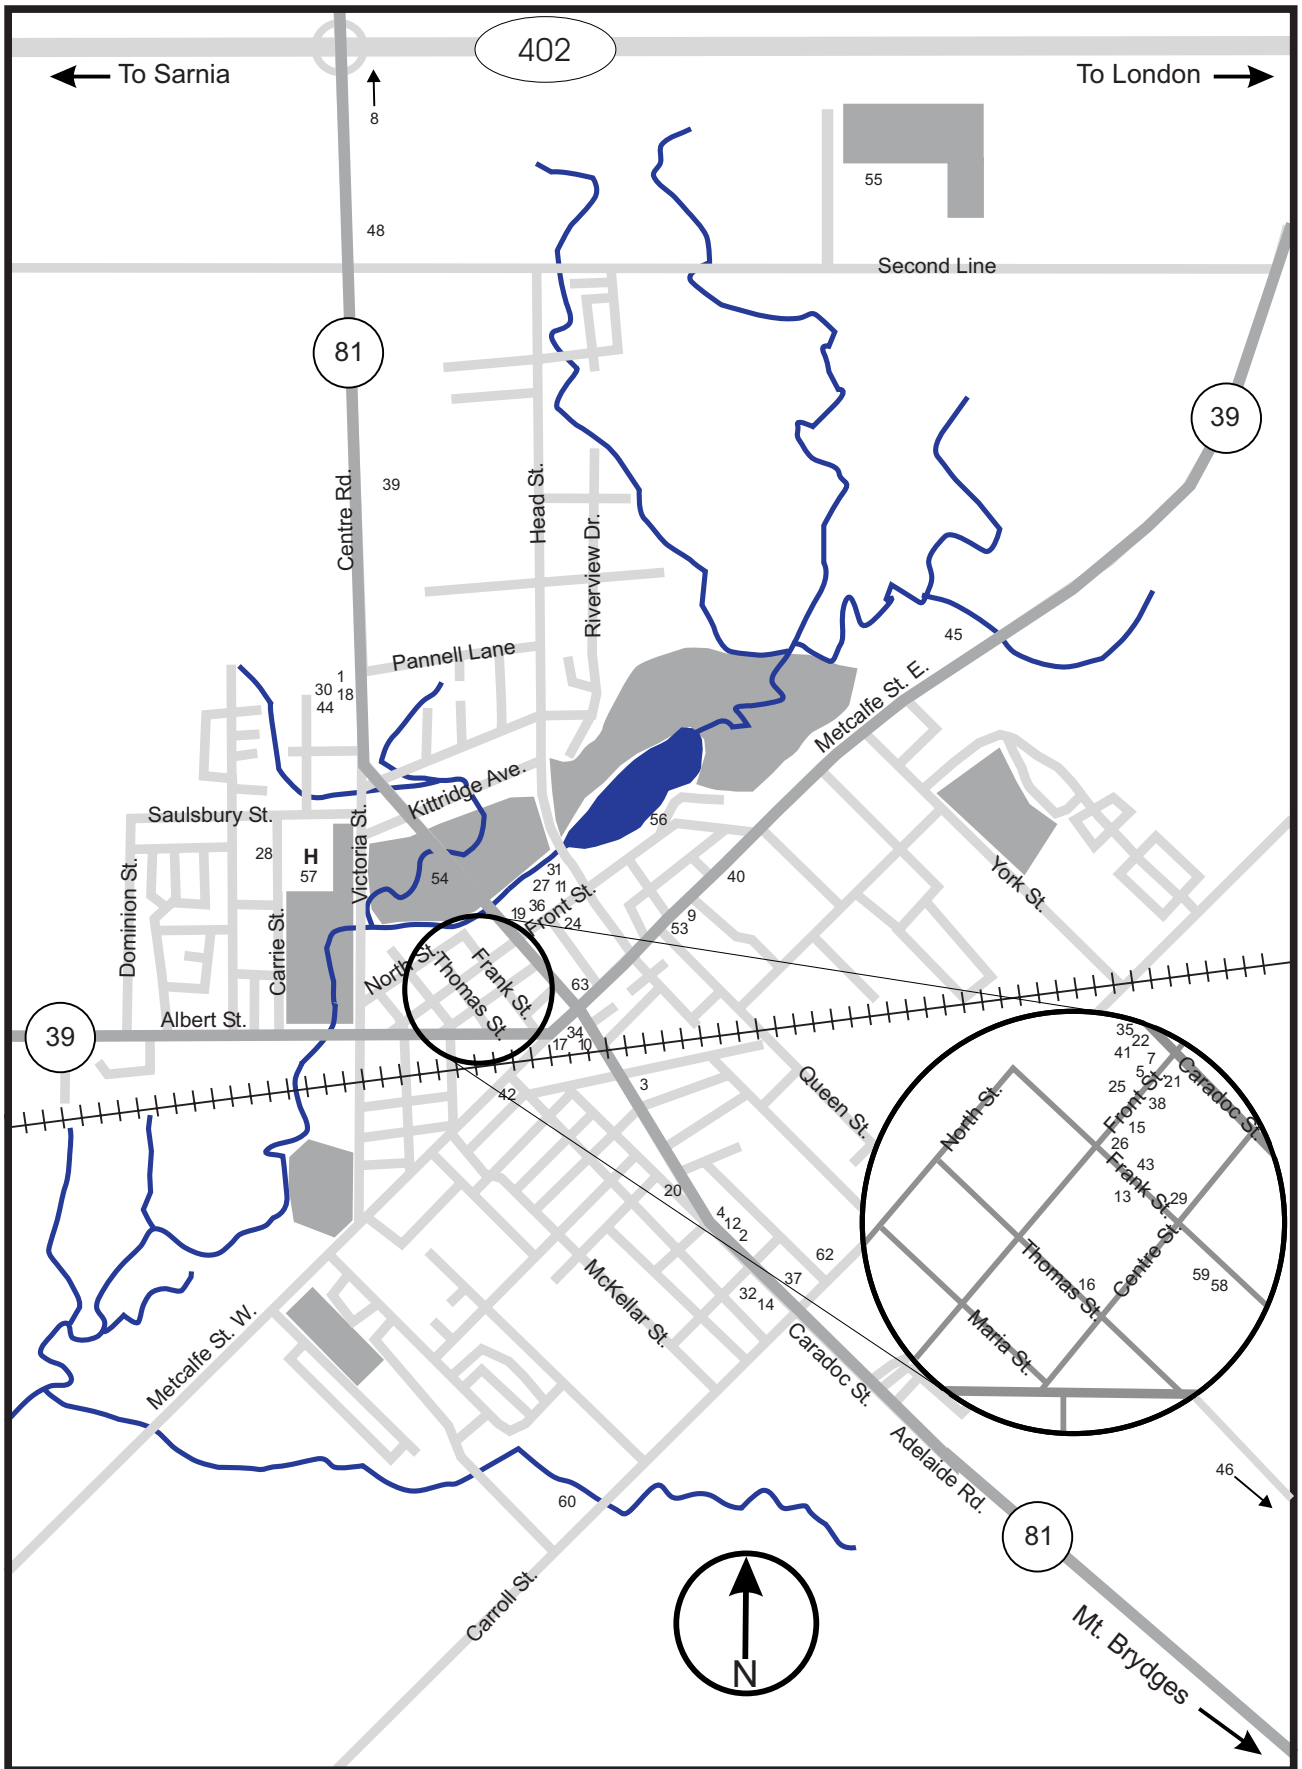 402
To Sarnia
To London
8
55
48
Second Line
81
39
Centre Rd.
39
Head St.
Riverview Dr.
45
Pannell Lane
1
30 18
44
Metcalfe St. E.
Kittridge Ave.
Saulsbury St.
Victoria St.
56
28
H
57
54
31
27 11
36
19
Front St.
24
40
9
53
York St.
Dominion St.
Carrie St.
North St.
Thomas St.
Frank St.
63
39
Albert St.
34
17 10
42
3
Queen St.
35
22
41
7
5
21
25
Front St.
38
Caradoc St.
North St.
15
26
43
Frank St.
13
29
Centre St.
Thomas St.
16
59
58
Maria St.
20
4
12
2
62
37
32
14
McKellar St.
Caradoc St.
Metcalfe St. W.
Adelaide Rd.
46
60
81
Carroll St.
N
Mt. Brydges